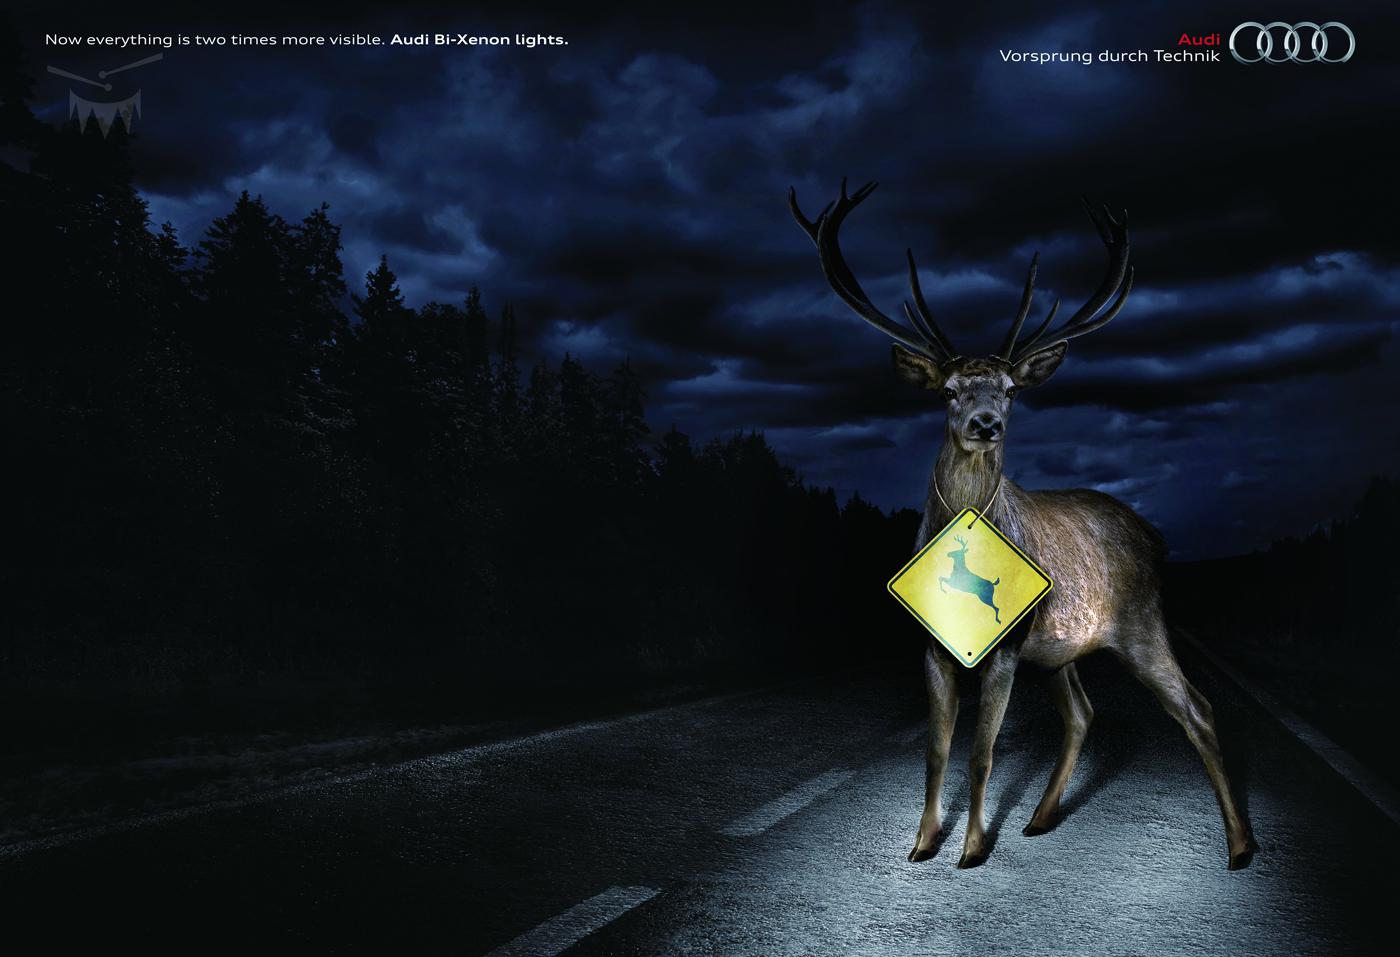 Now everything is two times more visible. Audi Bi-Xenon lights.
Audi
Vorsprung durch Technik